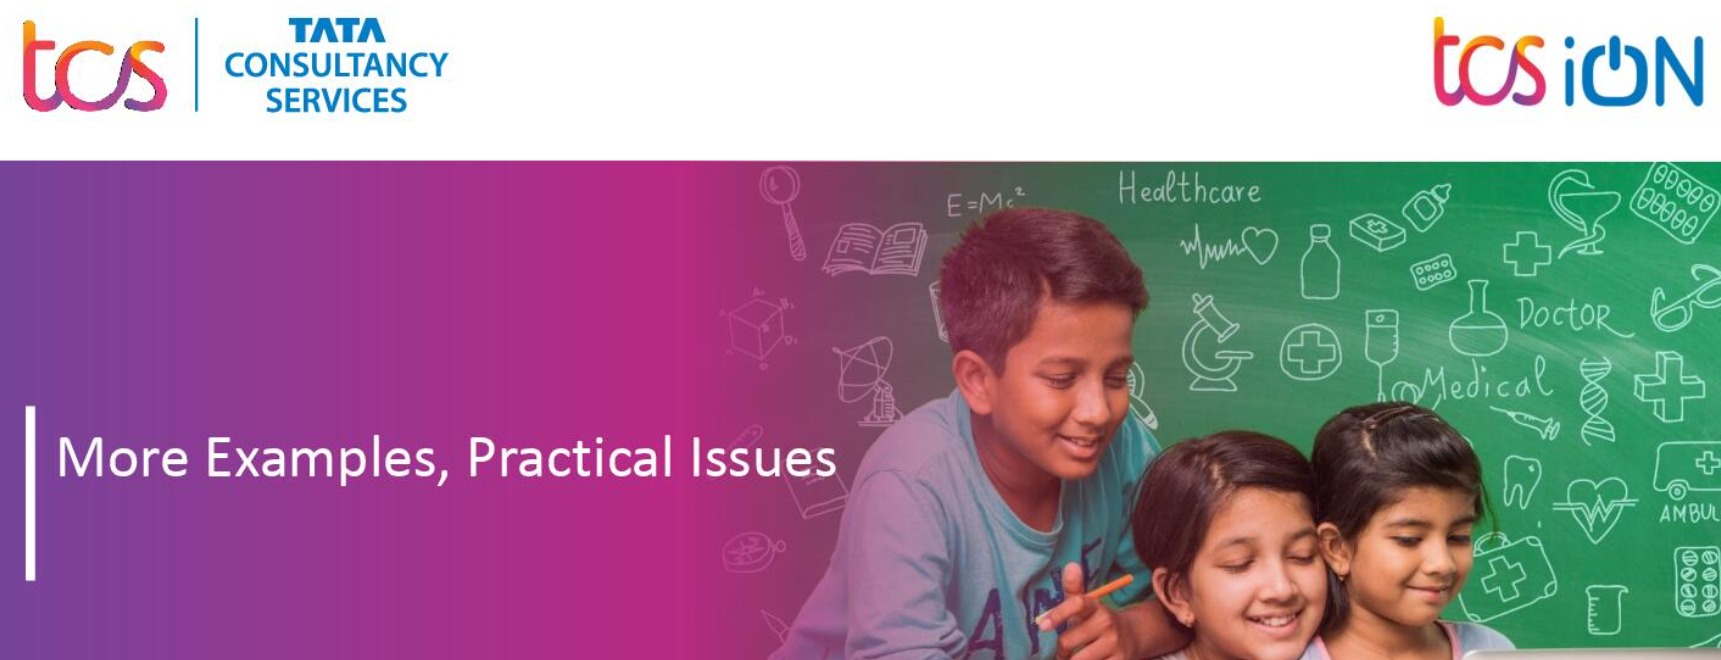 tcs
TATA
CONSULTANCY
SERVICES
tcs iON
E=Mc²
Healthcare
DOCTOR
Medical
AMBUL
More Examples, Practical Issues